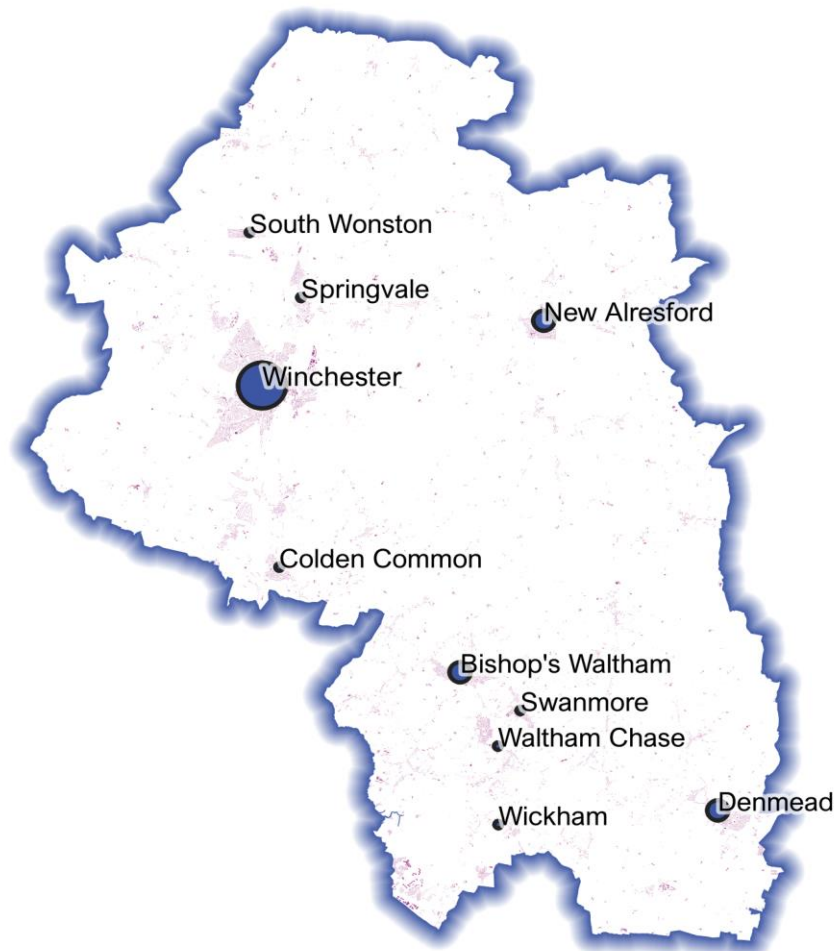 South Wonston
Springvale
New Alresford
Winchester
Colden Common
Bishop's Waltham
Swanmore
Waltham Chase
Denmead
Wickham